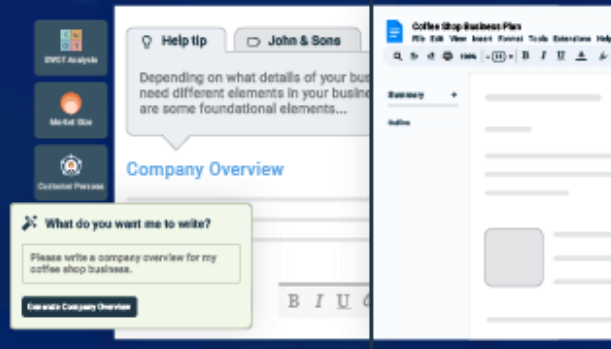 SWOT Analysis
Market Size
Customer Persona
Help tip
John & Sons
Depending on what details of your bus
need different elements in your busine
are some foundational elements...
Company Overview
What do you want me to write?
Please write a company overview for my
coffee shop business.
Generate Company Overview
B I U
Coffee Shop Business Plan
File Edit View Insert Format Tools Extensions Help
100%
B I U A
Summary +
Outline